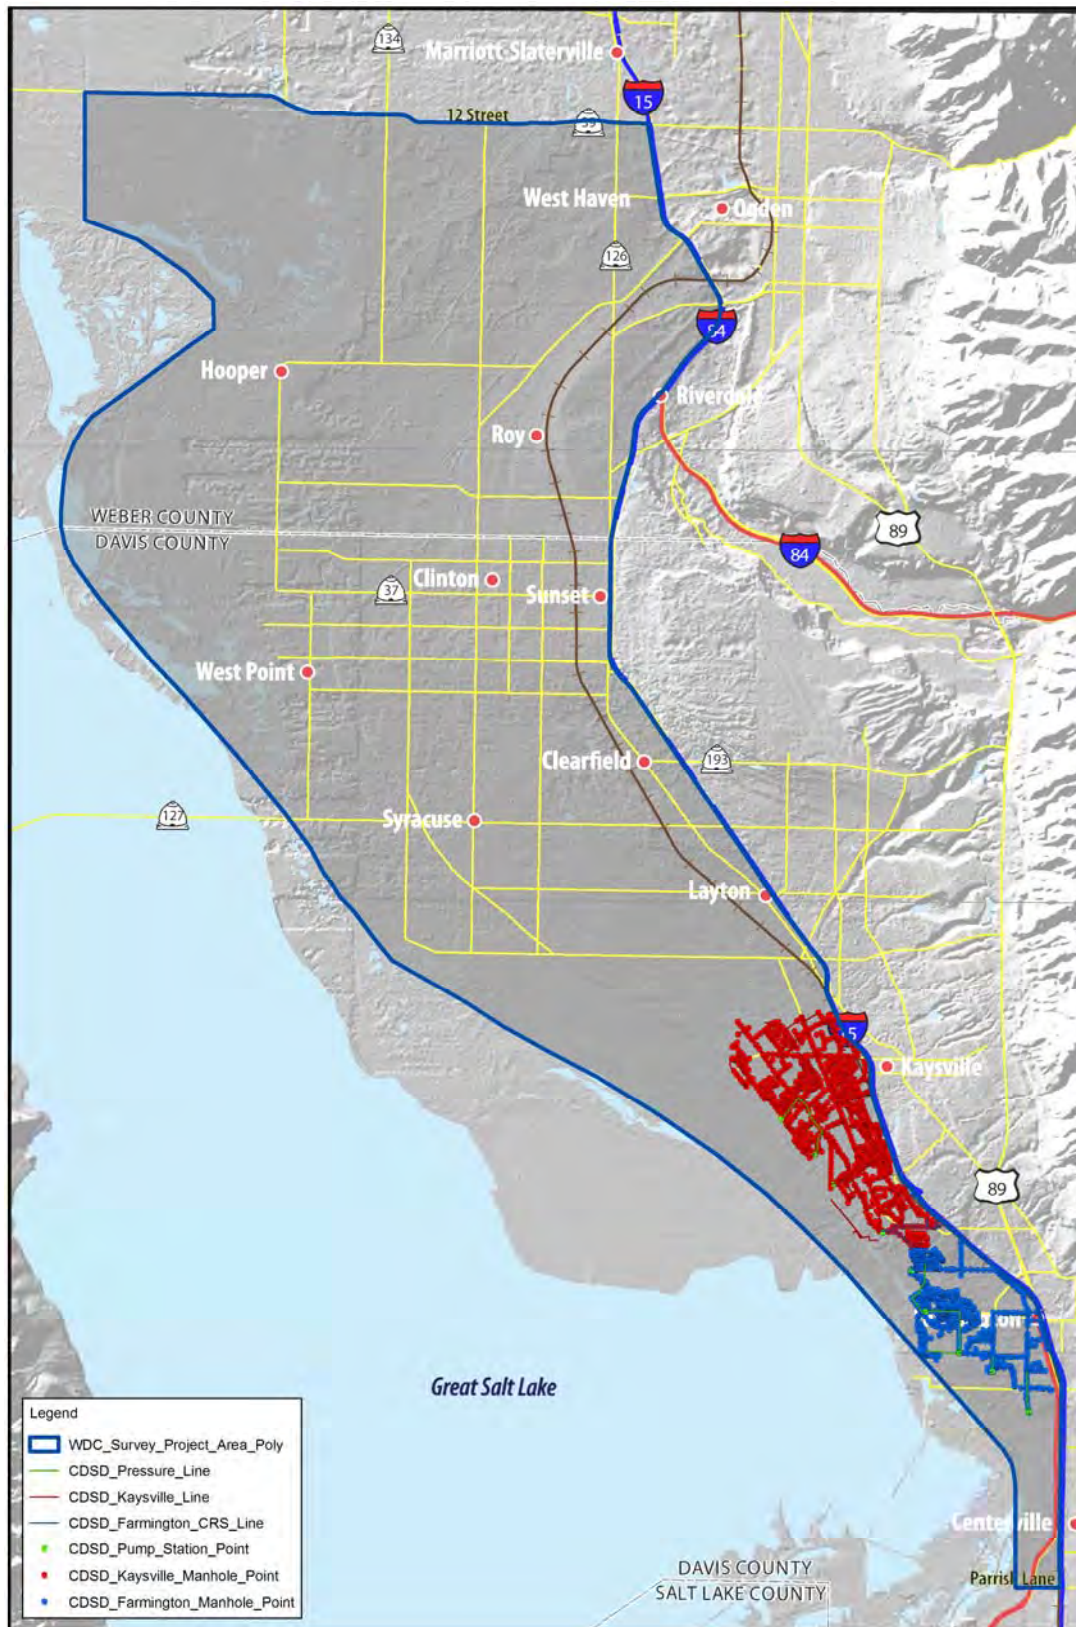 134
Marriott-Slaterville
15
12 Street
39
West Haven
Ogden
126
84
Hooper
Riverdale
Roy
WEBER COUNTY
DAVIS COUNTY
89
84
Clinton
37
Sunset
West Point
Clearfield
193
127
Syracuse
Layton
Kaysville
89
Great Salt Lake
Centerville
Parrish Lane
DAVIS COUNTY
SALT LAKE COUNTY
Legend
WDC_Survey_Project_Area_Poly
CDSD_Pressure_Line
CDSD_Kaysville_Line
CDSD_Farmington_CRS_Line
CDSD_Pump_Station_Point
CDSD_Kaysville_Manhole_Point
CDSD_Farmington_Manhole_Point